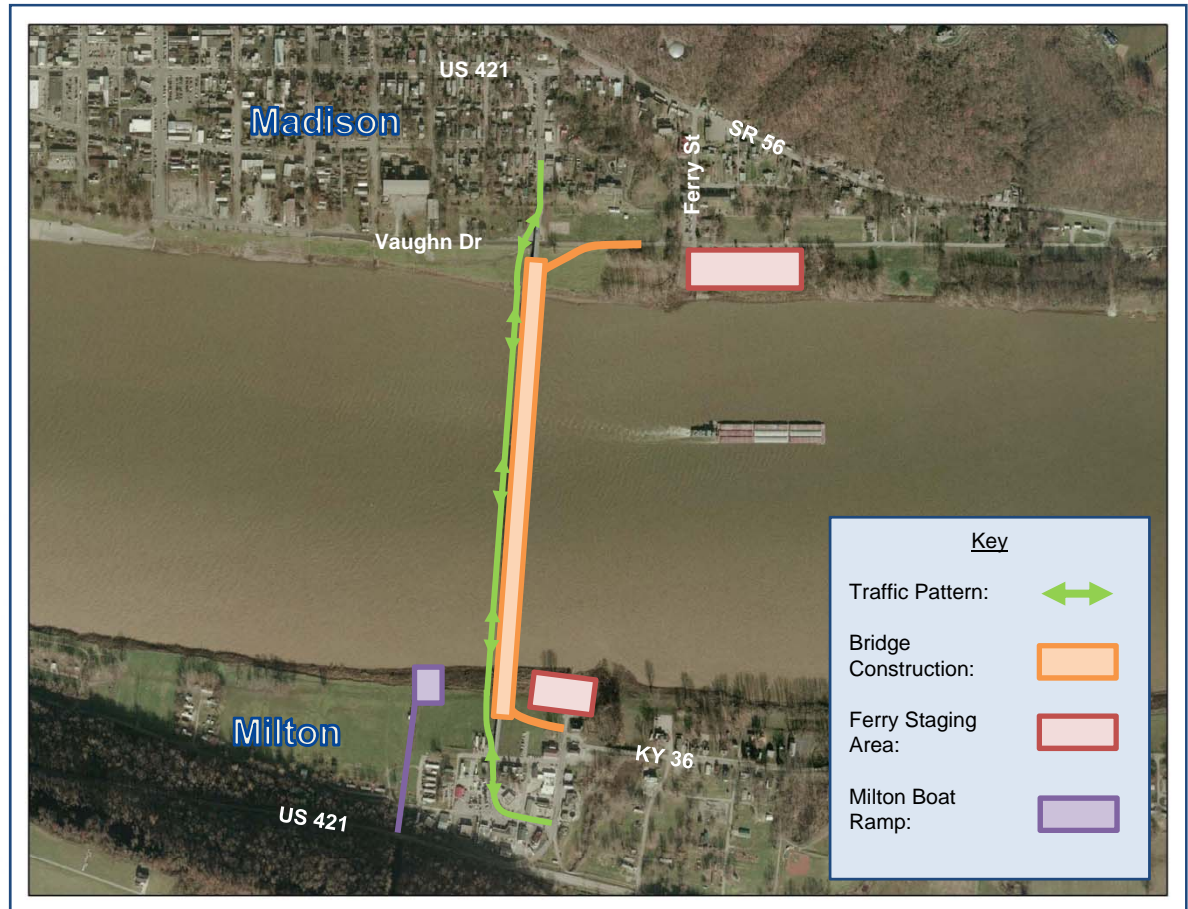 US 421
Madison
SR 56
Ferry St
Vaughn Dr
Milton
KY 36
US 421
Key
Traffic Pattern:
Bridge
Construction:
Ferry Staging
Area:
Milton Boat
Ramp: